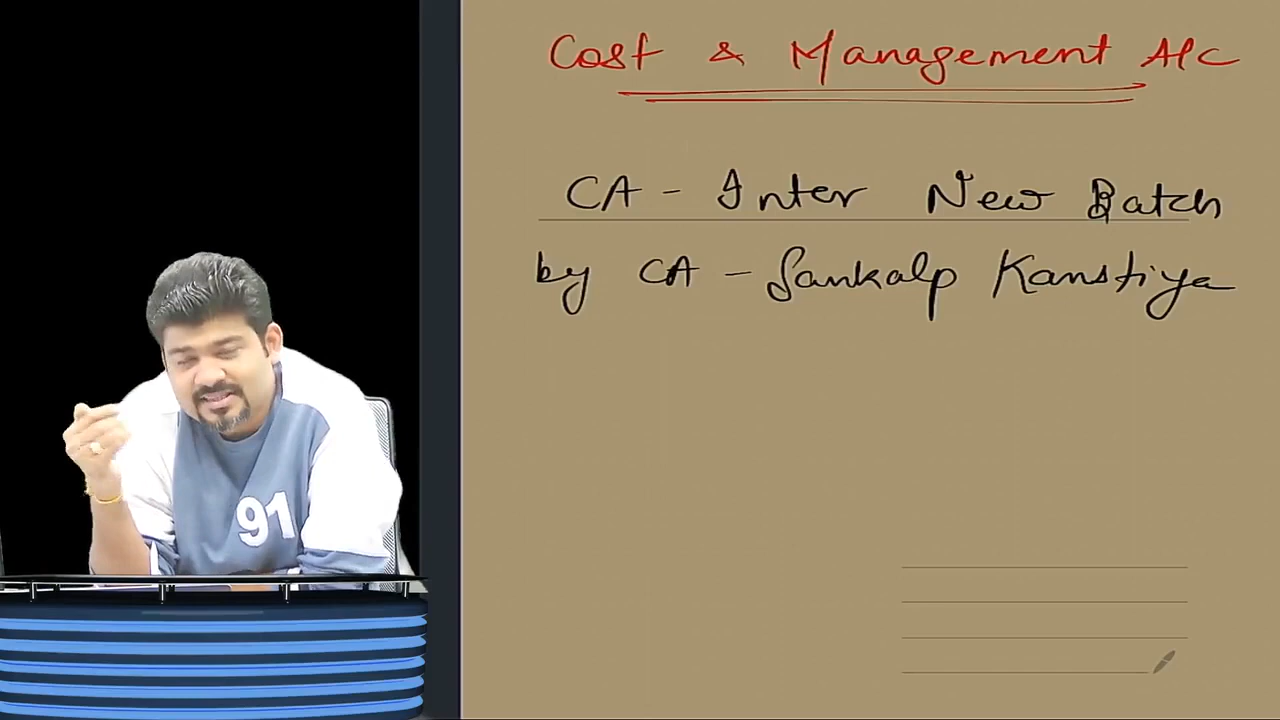 Cost & Management A/c
CA - Inter New Batch
by CA - Sankalp Kanstiya
91